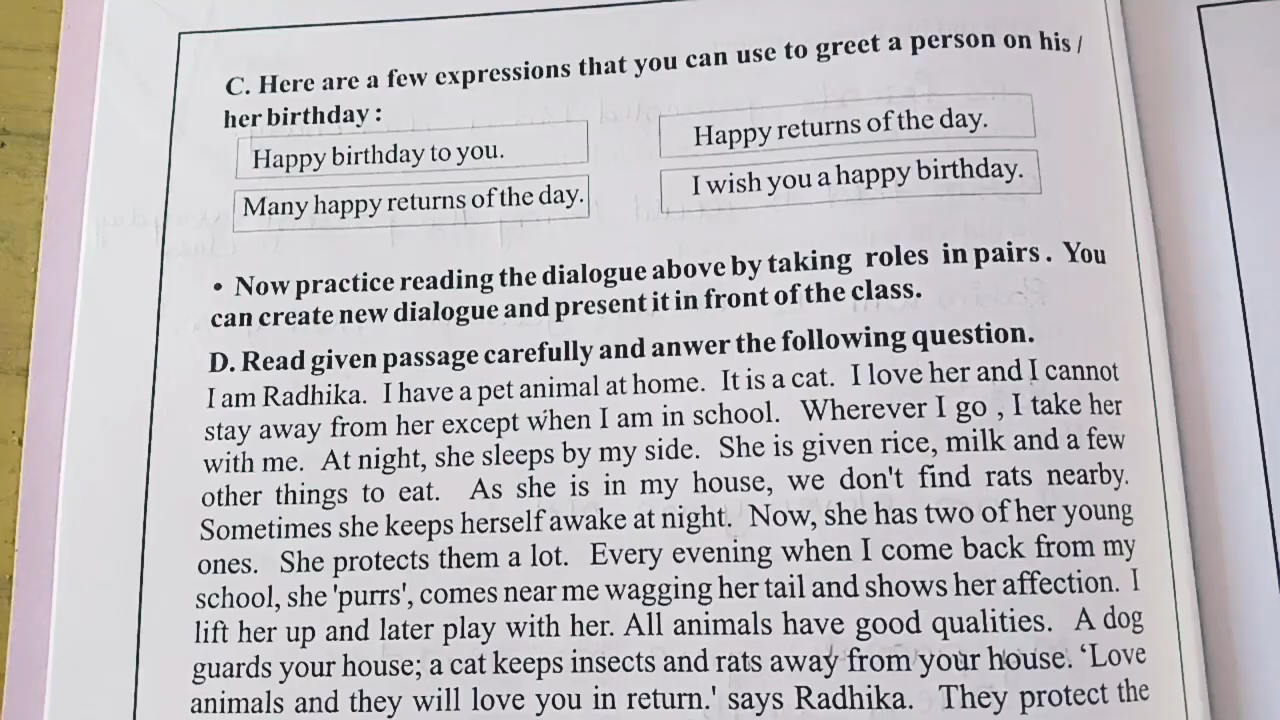 C. Here are a few expressions that you can use to greet a person on his /
her birthday :
Happy birthday to you.
Happy returns of the day.
Many happy returns of the day.
I wish you a happy birthday.
• Now practice reading the dialogue above by taking roles in pairs . You
can create new dialogue and present it in front of the class.
D. Read given passage carefully and anwer the following question.
I am Radhika. I have a pet animal at home. It is a cat. I love her and I cannot
stay away from her except when I am in school. Wherever I go , I take her
with me. At night, she sleeps by my side. She is given rice, milk and a few
other things to eat. As she is in my house, we don't find rats nearby.
Sometimes she keeps herself awake at night. Now, she has two of her young
ones. She protects them a lot. Every evening when I come back from my
school, she 'purrs', comes near me wagging her tail and shows her affection. I
lift her up and later play with her. All animals have good qualities. A dog
guards your house; a cat keeps insects and rats away from your house. ‘Love
animals and they will love you in return.' says Radhika. They protect the